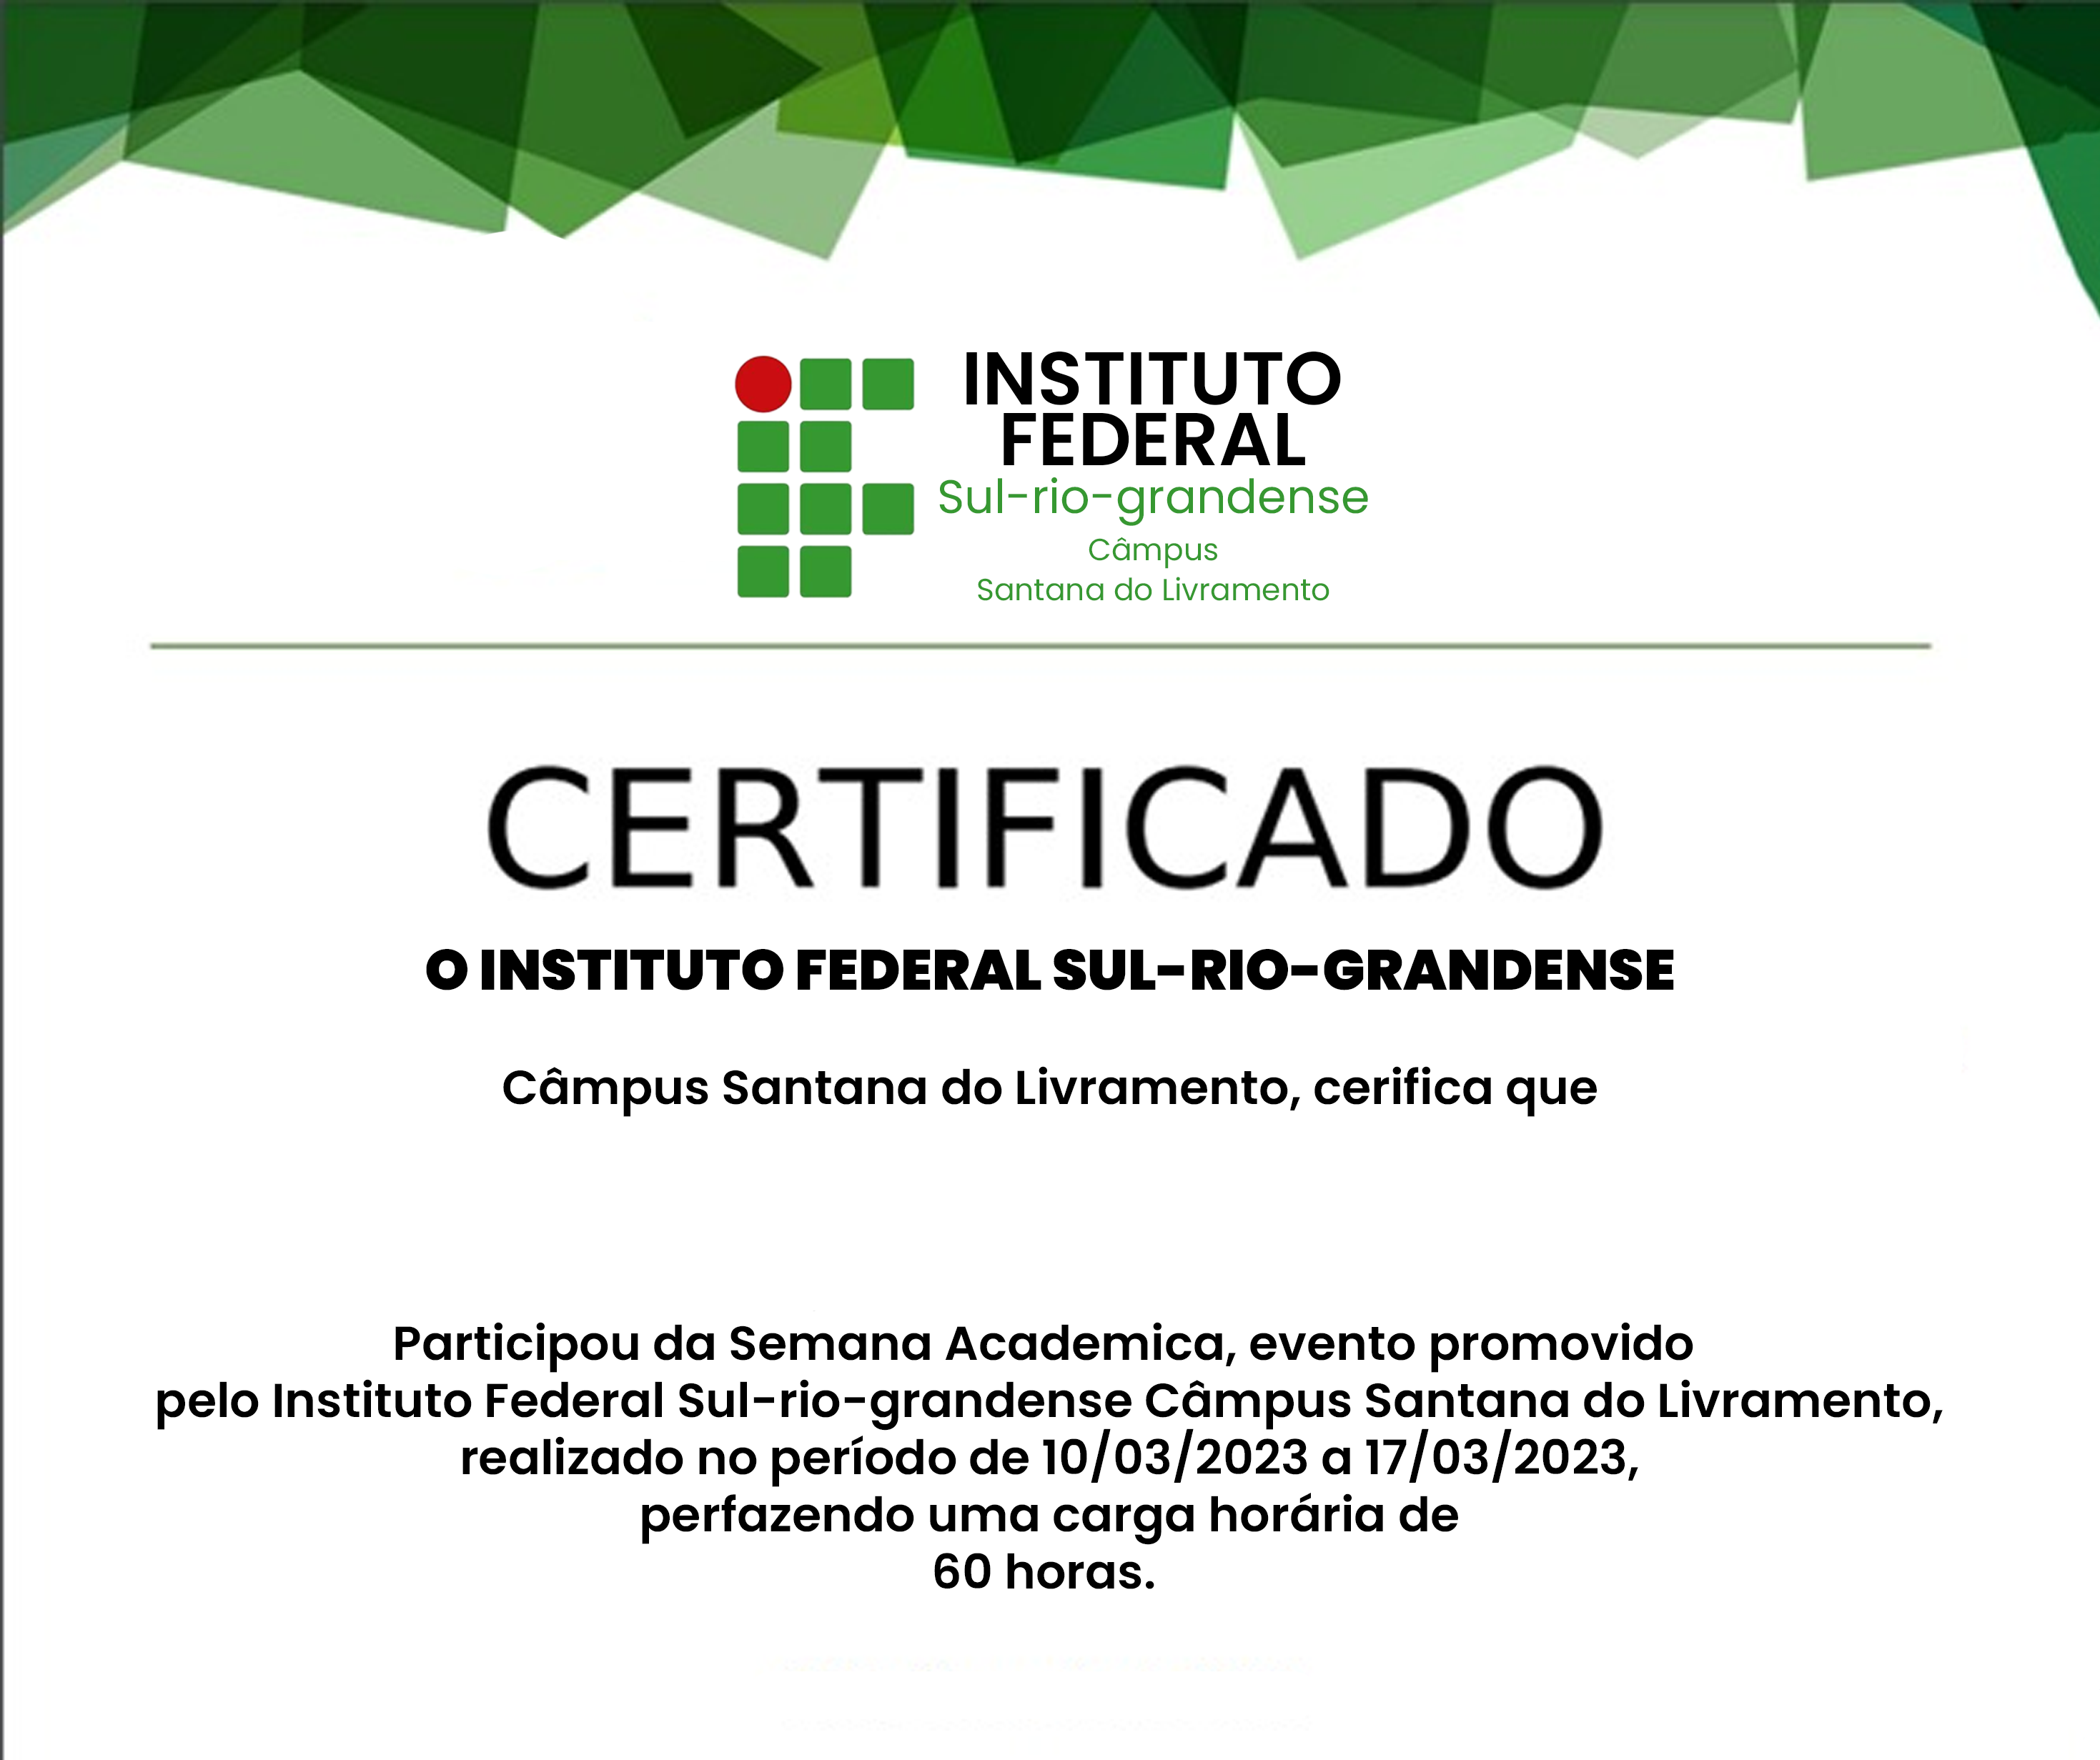 INSTITUTO
FEDERAL
Sul-rio-grandense
Câmpus
Santana do Livramento
CERTIFICADO
O INSTITUTO FEDERAL SUL-RIO-GRANDENSE
Câmpus Santana do Livramento, cerifica que
Participou da Semana Academica, evento promovido
pelo Instituto Federal Sul-rio-grandense Câmpus Santana do Livramento,
realizado no período de 10/03/2023 a 17/03/2023,
perfazendo uma carga horária de
60 horas.